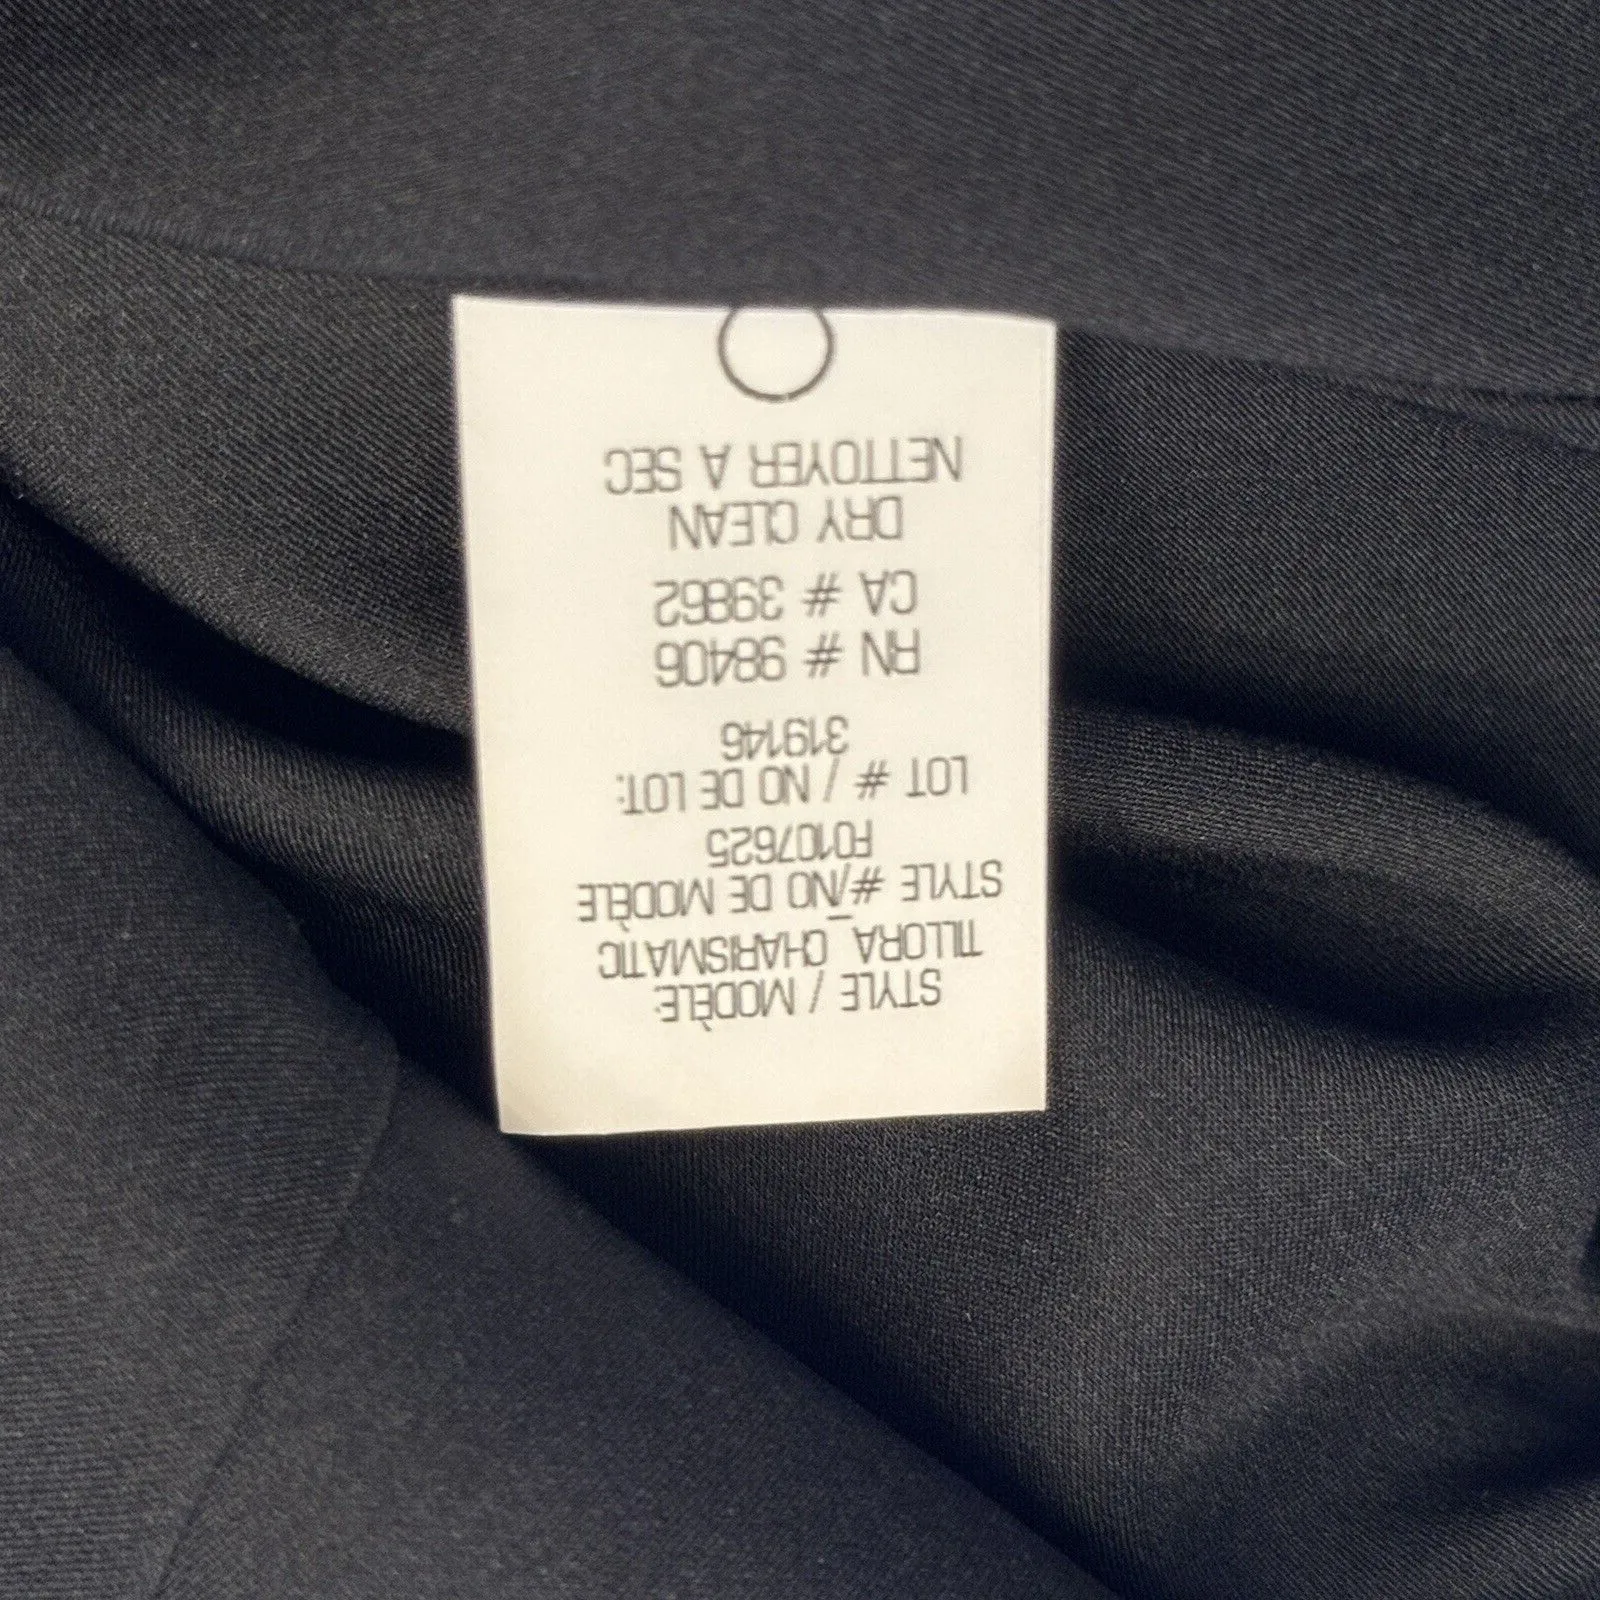 STYLE / MODÈLE:
TILLORA_CHARISMATIC
STYLE #/NO DE MODÈLE
F0107625
LOT # / NO DE LOT:
319146
RN # 98406
CA # 39862
DRY CLEAN
NETTOYER A SEC